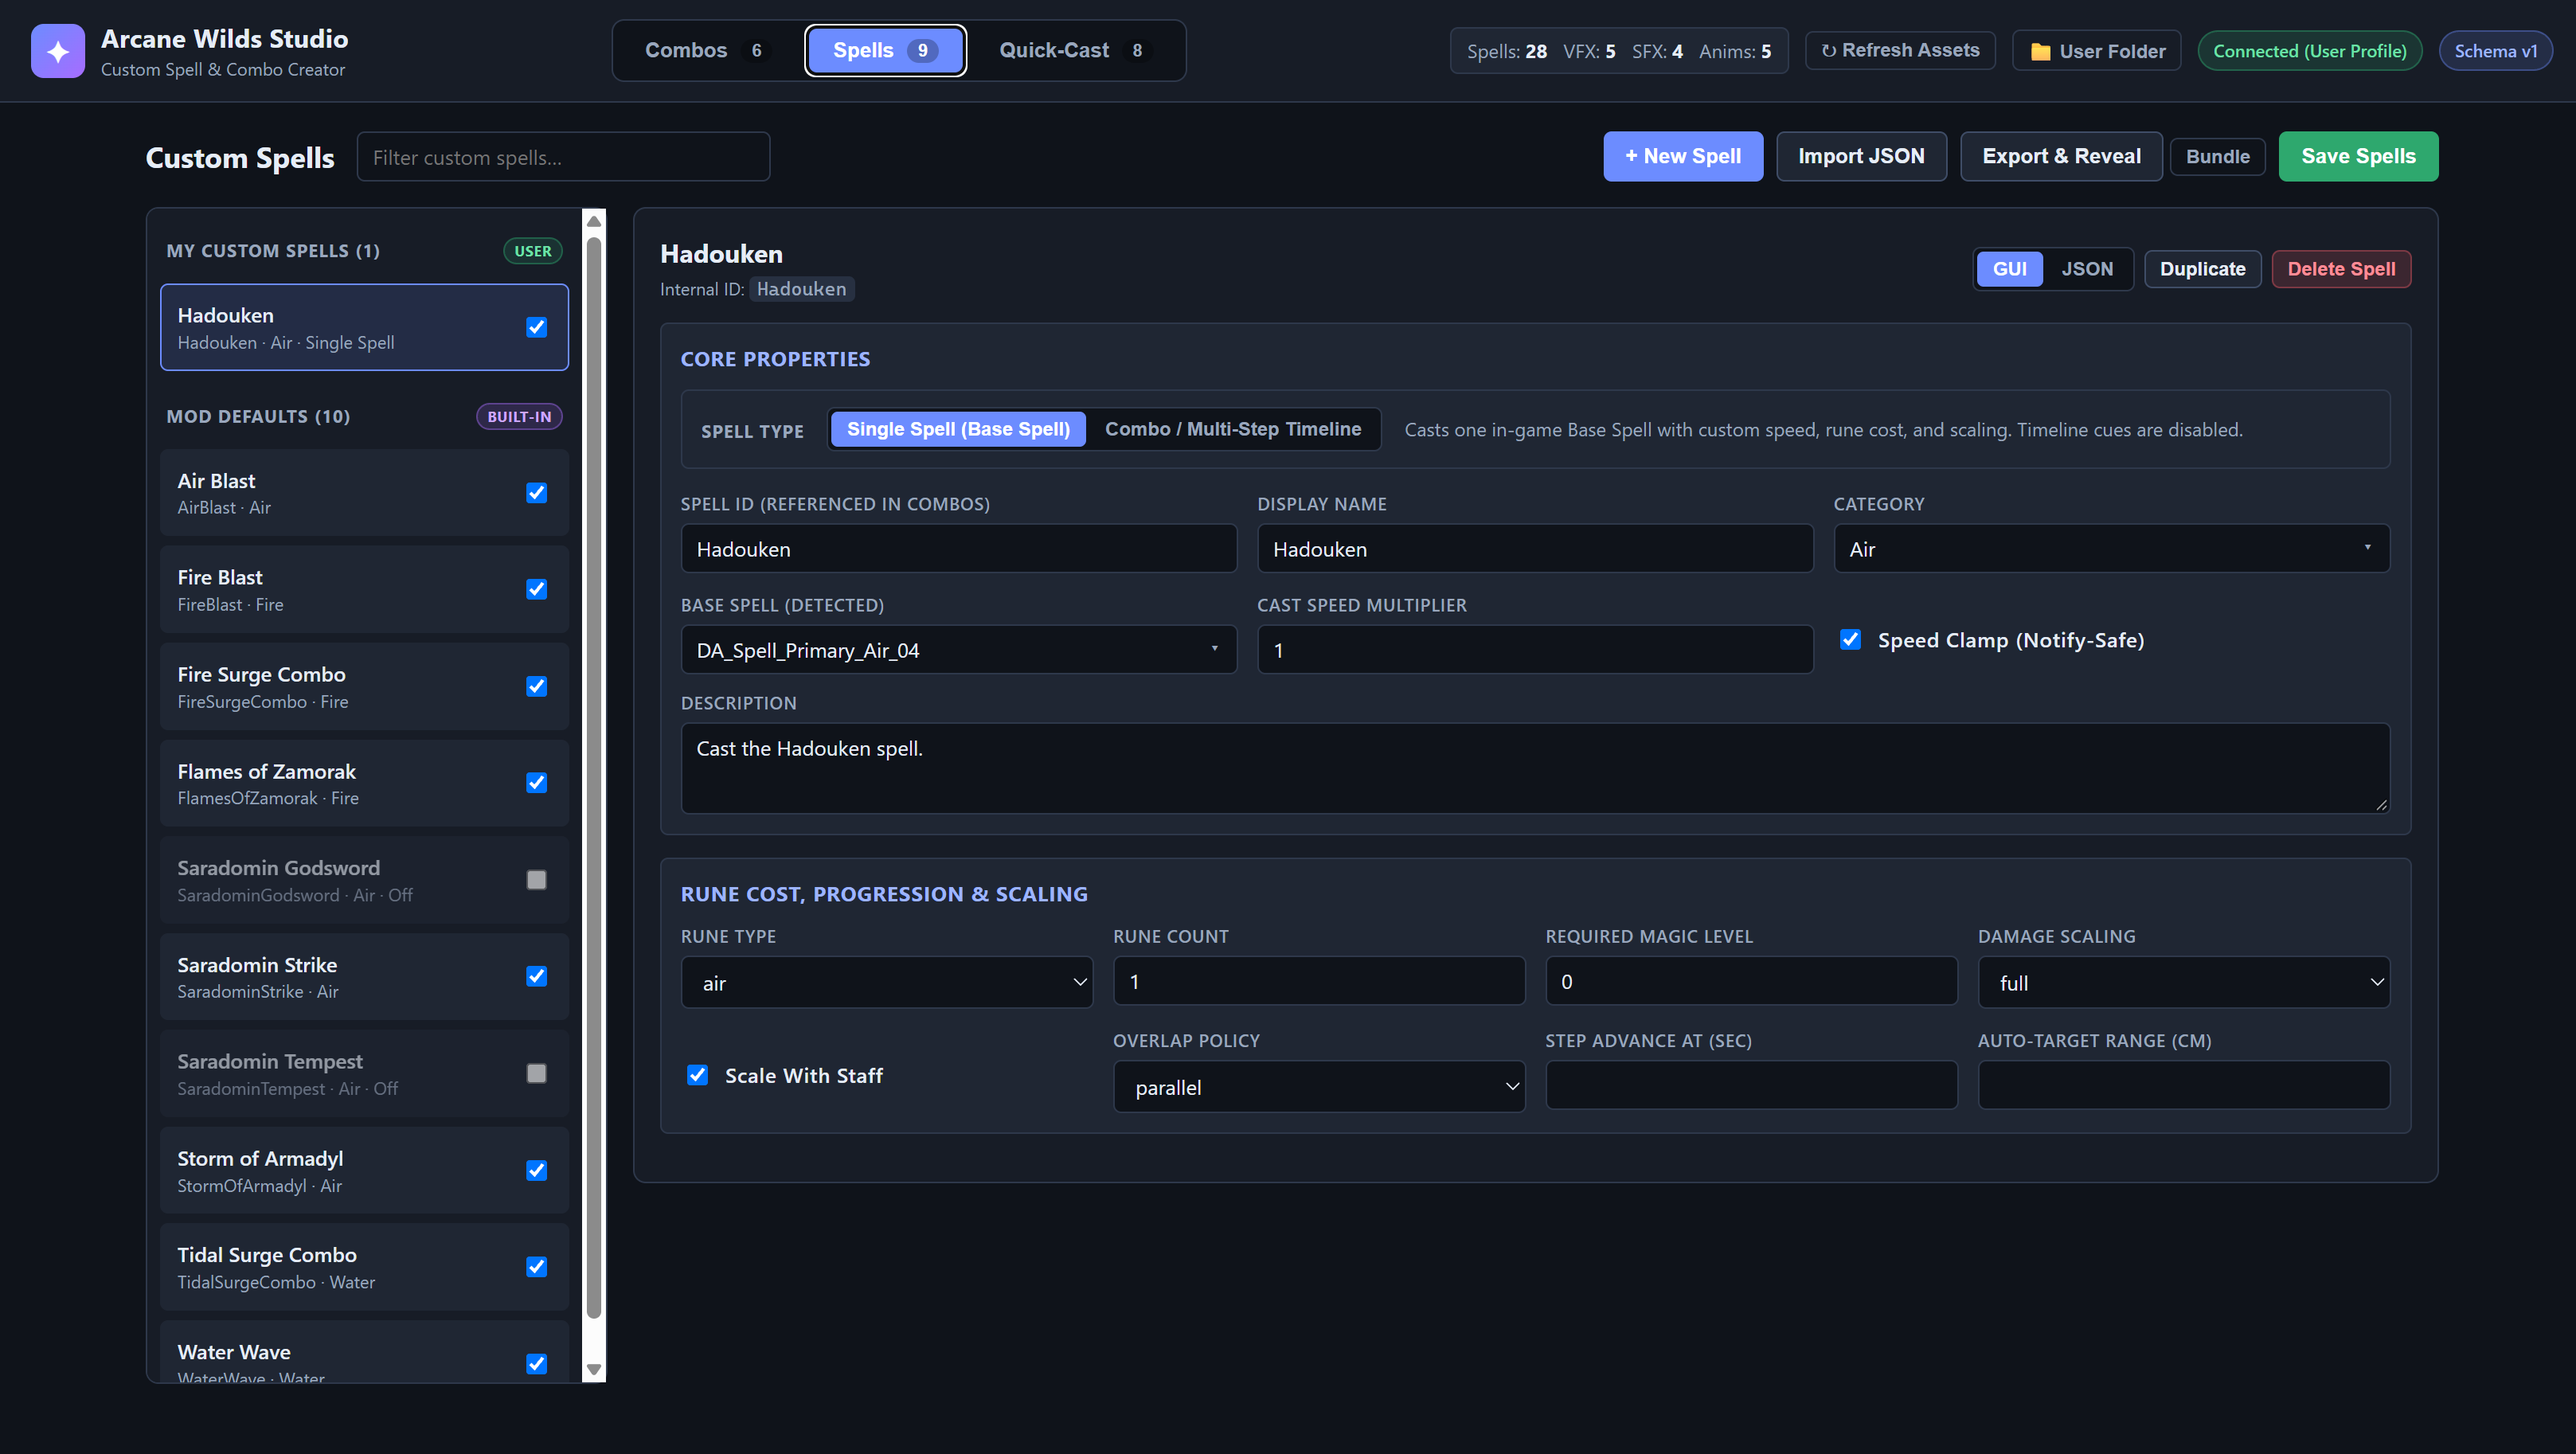 Arcane Wilds Studio
Custom Spell & Combo Creator
Combos 6
Spells 9
Quick-Cast 8
Spells: 28 VFX: 5 SFX: 4 Anims: 5
↻ Refresh Assets
User Folder
Connected (User Profile)
Schema v1
Custom Spells
Filter custom spells...
+ New Spell
Import JSON
Export & Reveal
Bundle
Save Spells
MY CUSTOM SPELLS (1)
USER
Hadouken
Hadouken · Air · Single Spell
MOD DEFAULTS (10)
BUILT-IN
Air Blast
AirBlast · Air
Fire Blast
FireBlast · Fire
Fire Surge Combo
FireSurgeCombo · Fire
Flames of Zamorak
FlamesOfZamorak · Fire
Saradomin Godsword
SaradominGodsword · Air · Off
Saradomin Strike
SaradominStrike · Air
Saradomin Tempest
SaradominTempest · Air · Off
Storm of Armadyl
StormOfArmadyl · Air
Tidal Surge Combo
TidalSurgeCombo · Water
Water Wave
WaterWave · Water
Hadouken
Internal ID: Hadouken
GUI
JSON
Duplicate
Delete Spell
CORE PROPERTIES
SPELL TYPE
Single Spell (Base Spell)
Combo / Multi-Step Timeline
Casts one in-game Base Spell with custom speed, rune cost, and scaling. Timeline cues are disabled.
SPELL ID (REFERENCED IN COMBOS)
Hadouken
DISPLAY NAME
Hadouken
CATEGORY
Air
BASE SPELL (DETECTED)
DA_Spell_Primary_Air_04
CAST SPEED MULTIPLIER
1
Speed Clamp (Notify-Safe)
DESCRIPTION
Cast the Hadouken spell.
RUNE COST, PROGRESSION & SCALING
RUNE TYPE
air
RUNE COUNT
1
REQUIRED MAGIC LEVEL
0
DAMAGE SCALING
full
Scale With Staff
OVERLAP POLICY
parallel
STEP ADVANCE AT (SEC)
AUTO-TARGET RANGE (CM)